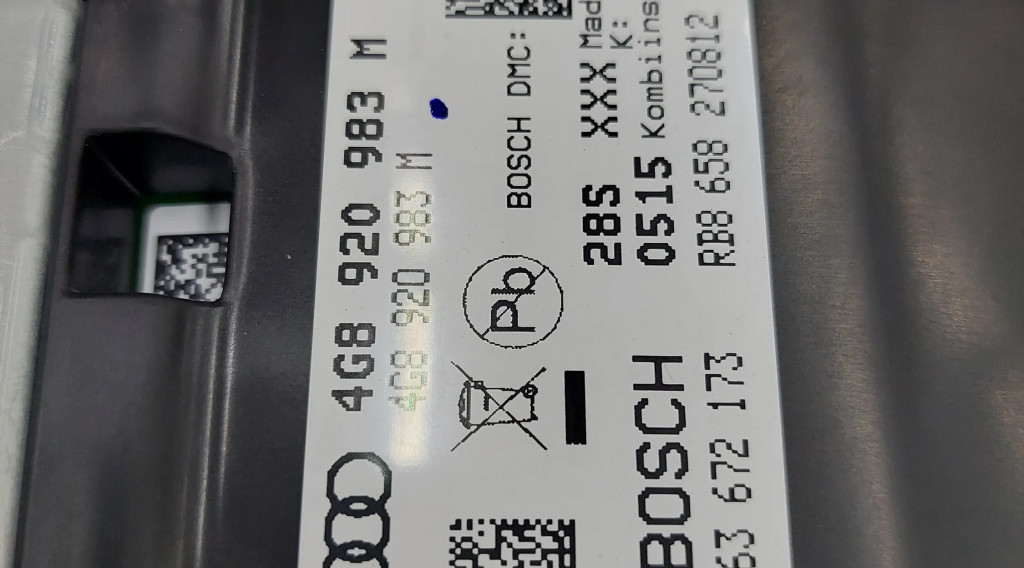 4G8 920 983 M
4G8 920 983 M
BOSCH DMC:
Pb
28S XXX Mad
K:
0515 Kombiins
BOSCH RB8 658 270812
63 672 173